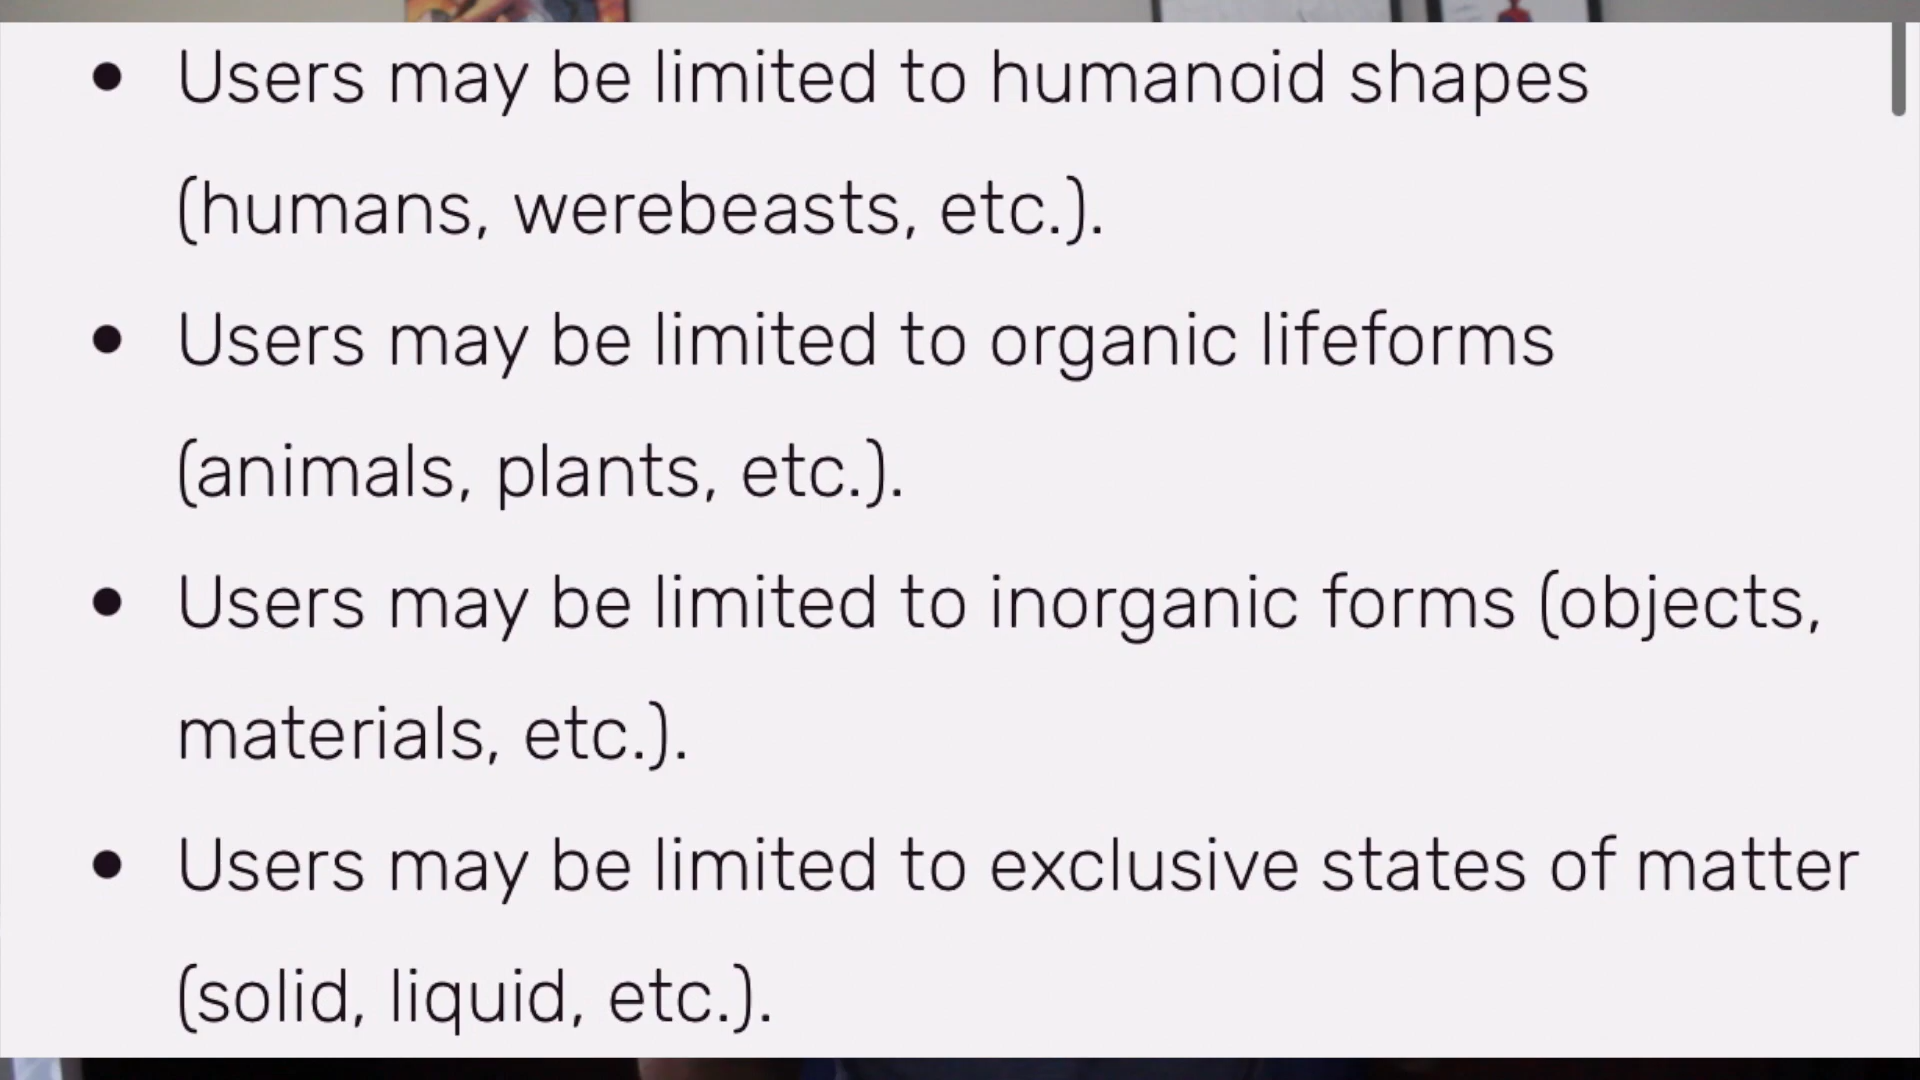 • Users may be limited to humanoid shapes
(humans, werebeasts, etc.).
• Users may be limited to organic lifeforms
(animals, plants, etc.).
• Users may be limited to inorganic forms (objects,
materials, etc.).
• Users may be limited to exclusive states of matter
(solid, liquid, etc.).